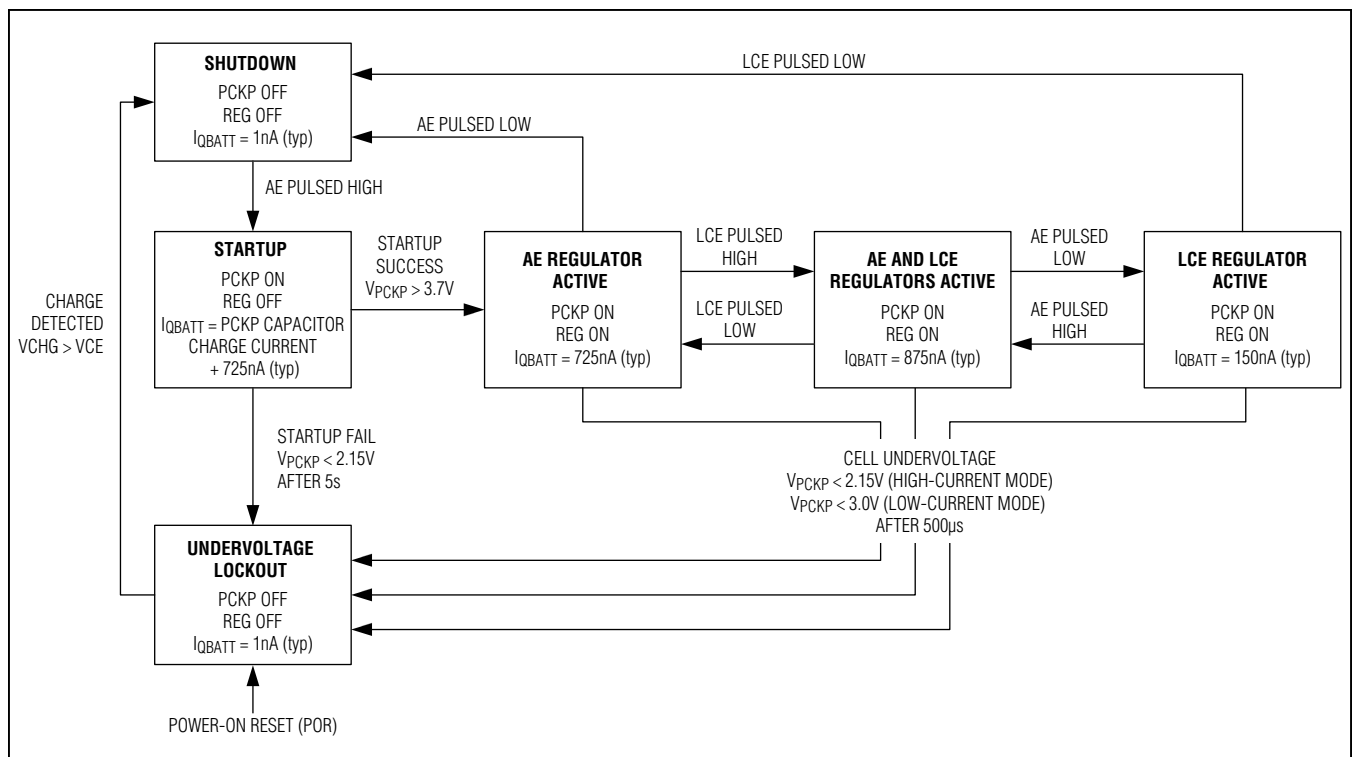 SHUTDOWN
PCKP OFF
REG OFF
IQBATT = 1nA (typ)
LCE PULSED LOW
AE PULSED LOW
AE PULSED HIGH
STARTUP
PCKP ON
REG OFF
IQBATT = PCKP CAPACITOR
CHARGE CURRENT
+ 725nA (typ)
STARTUP
SUCCESS
VPCKP > 3.7V
AE REGULATOR
ACTIVE
PCKP ON
REG ON
IQBATT = 725nA (typ)
LCE PULSED
HIGH
LCE PULSED
LOW
AE AND LCE
REGULATORS ACTIVE
PCKP ON
REG ON
IQBATT = 875nA (typ)
AE PULSED
LOW
AE PULSED
HIGH
LCE REGULATOR
ACTIVE
PCKP ON
REG ON
IQBATT = 150nA (typ)
CHARGE
DETECTED
VCHG > VCE
STARTUP FAIL
VPCKP < 2.15V
AFTER 5s
CELL UNDERVOLTAGE
VPCKP < 2.15V (HIGH-CURRENT MODE)
VPCKP < 3.0V (LOW-CURRENT MODE)
AFTER 500µs
UNDERVOLTAGE
LOCKOUT
PCKP OFF
REG OFF
IQBATT = 1nA (typ)
POWER-ON RESET (POR)